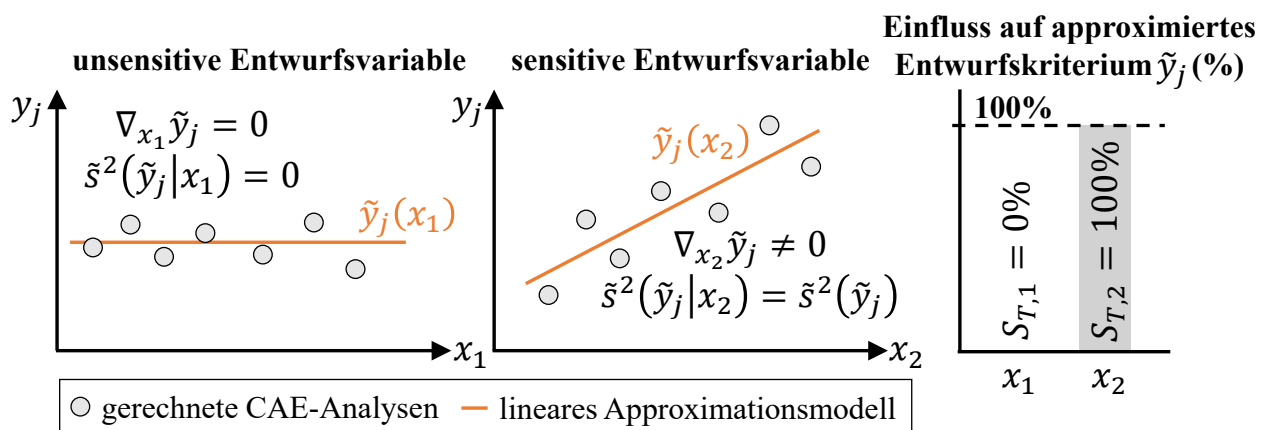 unsensitive Entwurfsvariable
y_j
∇_{x_1} ỹ_j = 0
s̃²(ỹ_j|x_1) = 0
ỹ_j(x_1)
x_1
sensitive Entwurfsvariable
y_j
ỹ_j(x_2)
∇_{x_2} ỹ_j ≠ 0
s̃²(ỹ_j|x_2) = s̃²(ỹ_j)
x_2
Einfluss auf approximiertes
Entwurfskriterium ỹ_j (%)
100%
S_{T,1} = 0%
S_{T,2} = 100%
x_1 x_2
gerechnete CAE-Analysen lineares Approximationsmodell